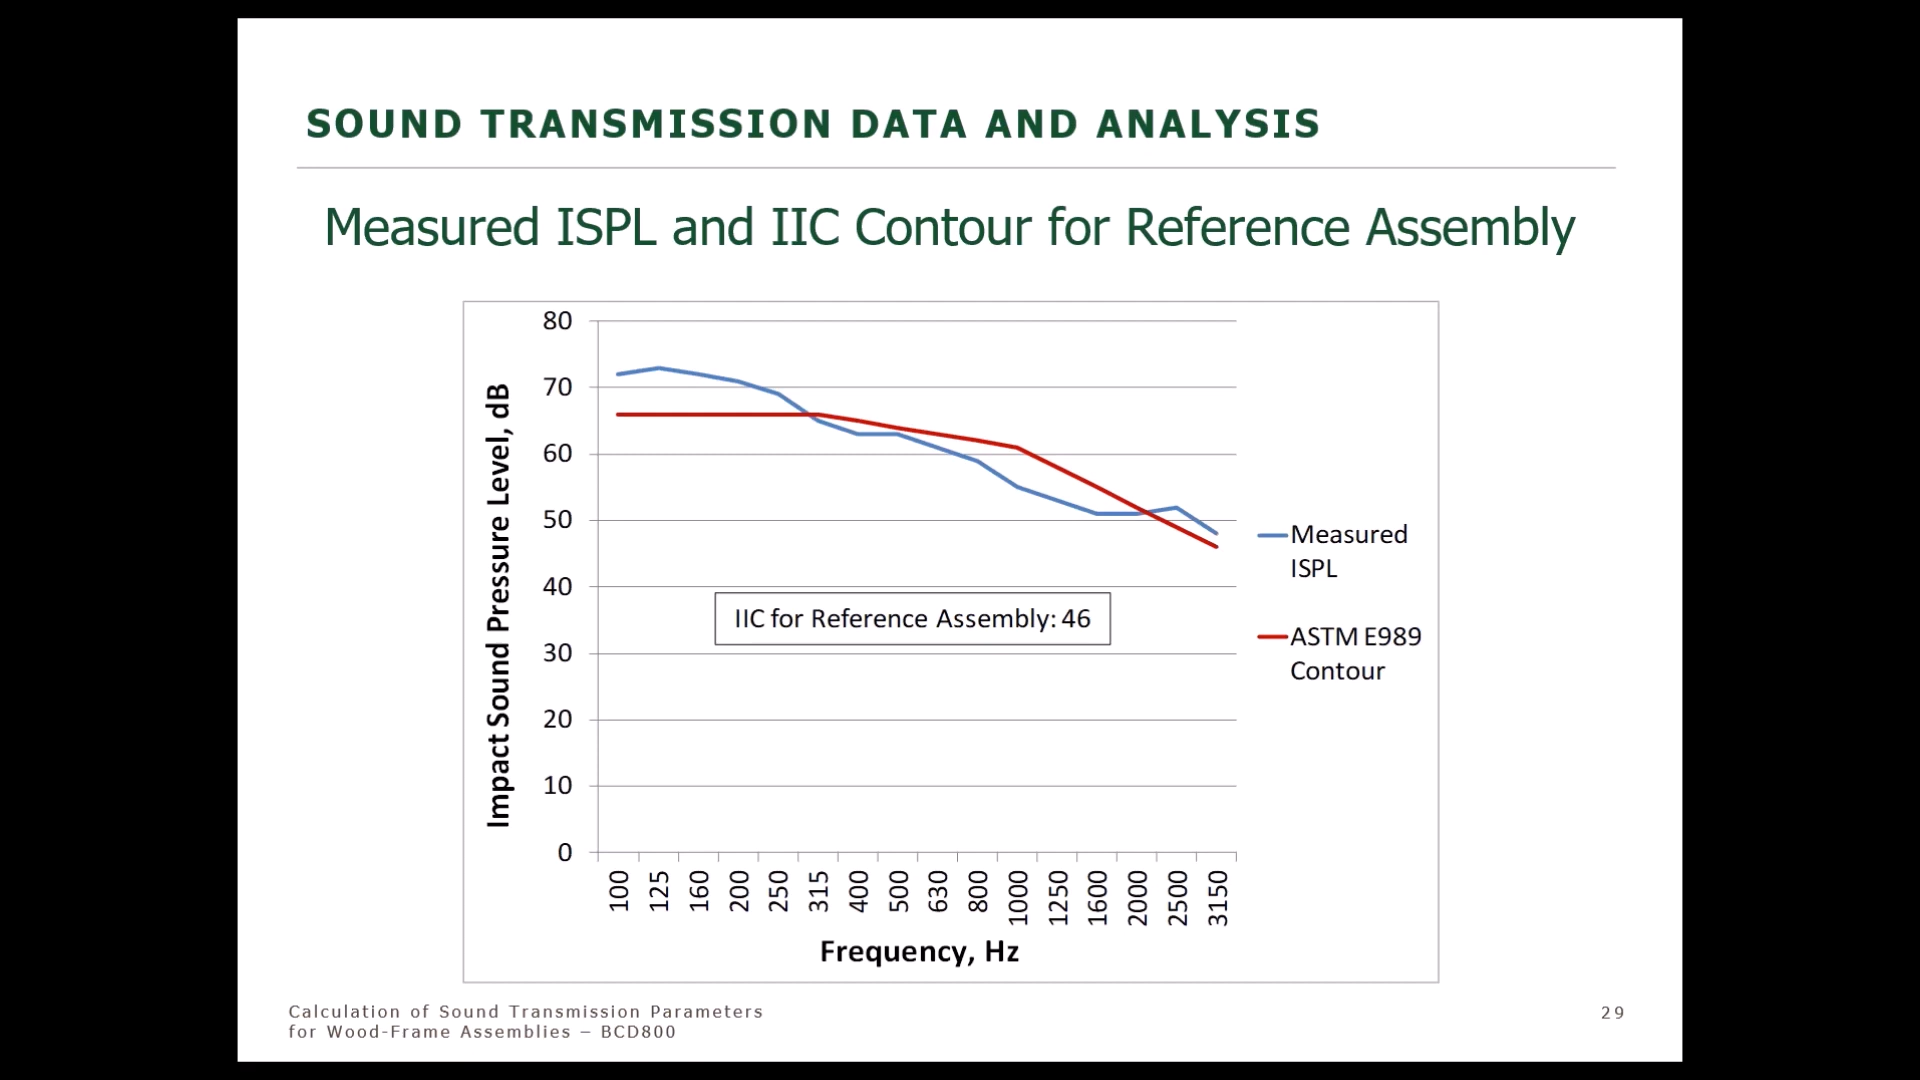 SOUND TRANSMISSION DATA AND ANALYSIS
Measured ISPL and IIC Contour for Reference Assembly
Impact Sound Pressure Level, dB
80
70
60
50
40
30
20
10
0
IIC for Reference Assembly: 46
Measured
ISPL
ASTM E989
Contour
100
125
160
200
250
315
400
500
630
800
1000
1250
1600
2000
2500
3150
Frequency, Hz
Calculation of Sound Transmission Parameters
for Wood-Frame Assemblies – BCD800
29